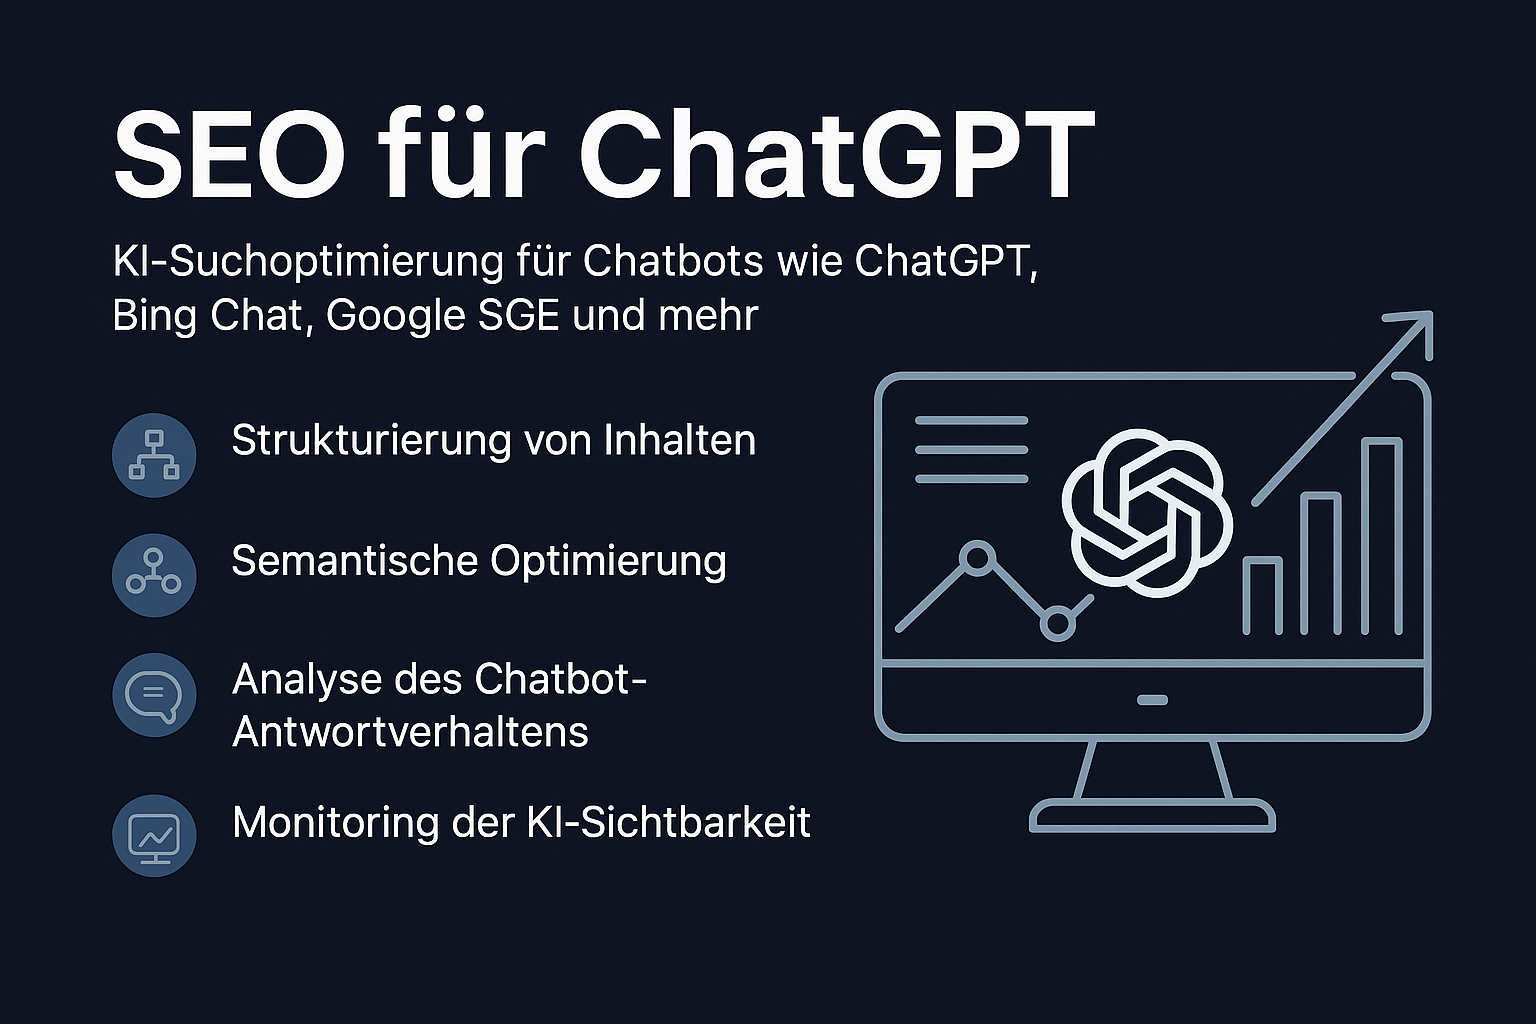 SEO für ChatGPT
KI-Suchoptimierung für Chatbots wie ChatGPT,
Bing Chat, Google SGE und mehr
Strukturierung von Inhalten
Semantische Optimierung
Analyse des Chatbot-
Antwortverhaltens
Monitoring der KI-Sichtbarkeit